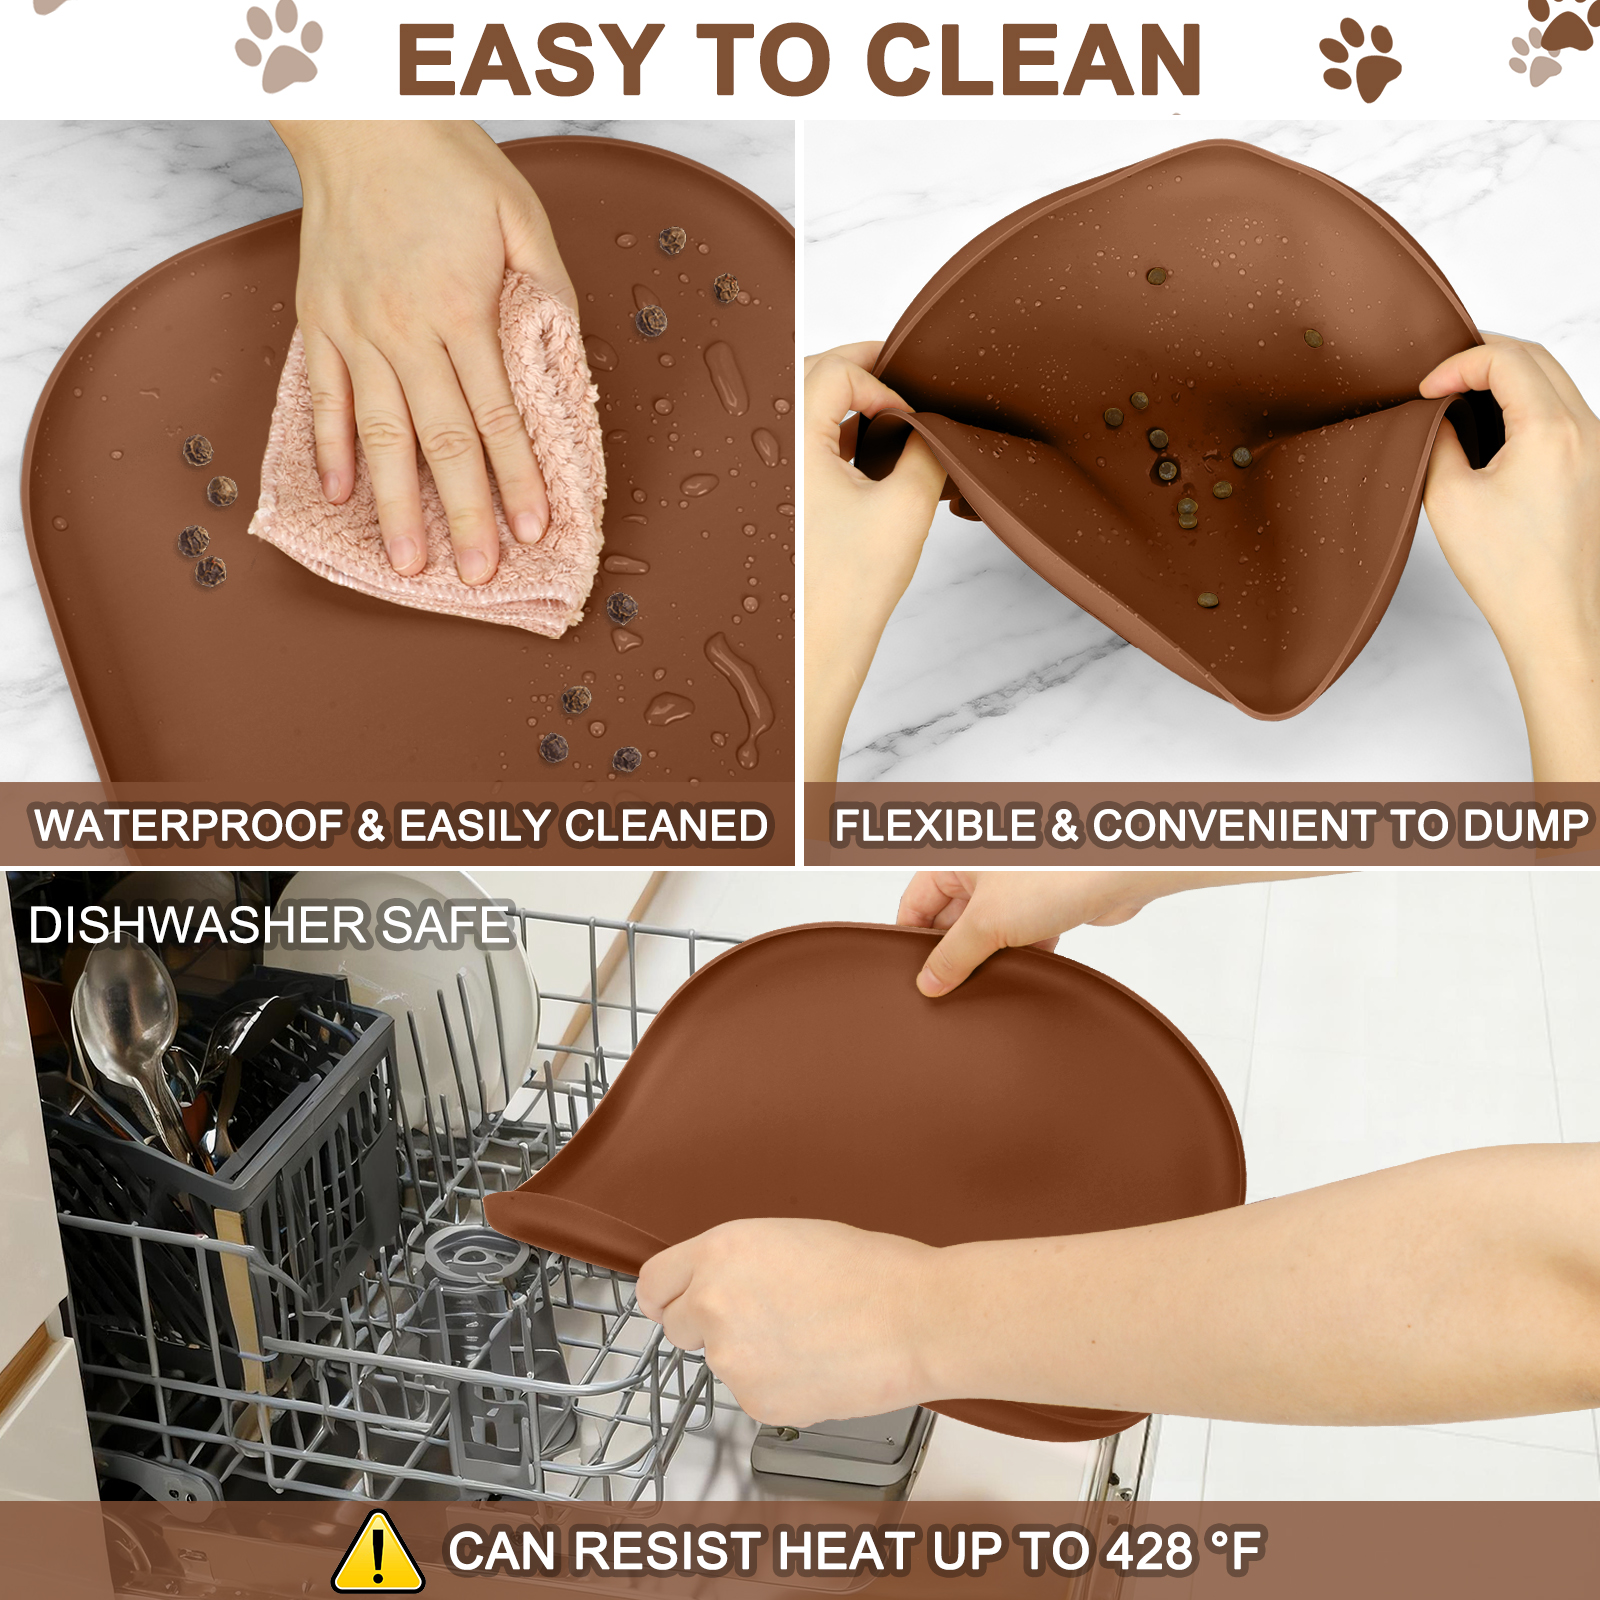 EASY TO CLEAN
WATERPROOF & EASILY CLEANED
FLEXIBLE & CONVENIENT TO DUMP
DISHWASHER SAFE
CAN RESIST HEAT UP TO 428 °F